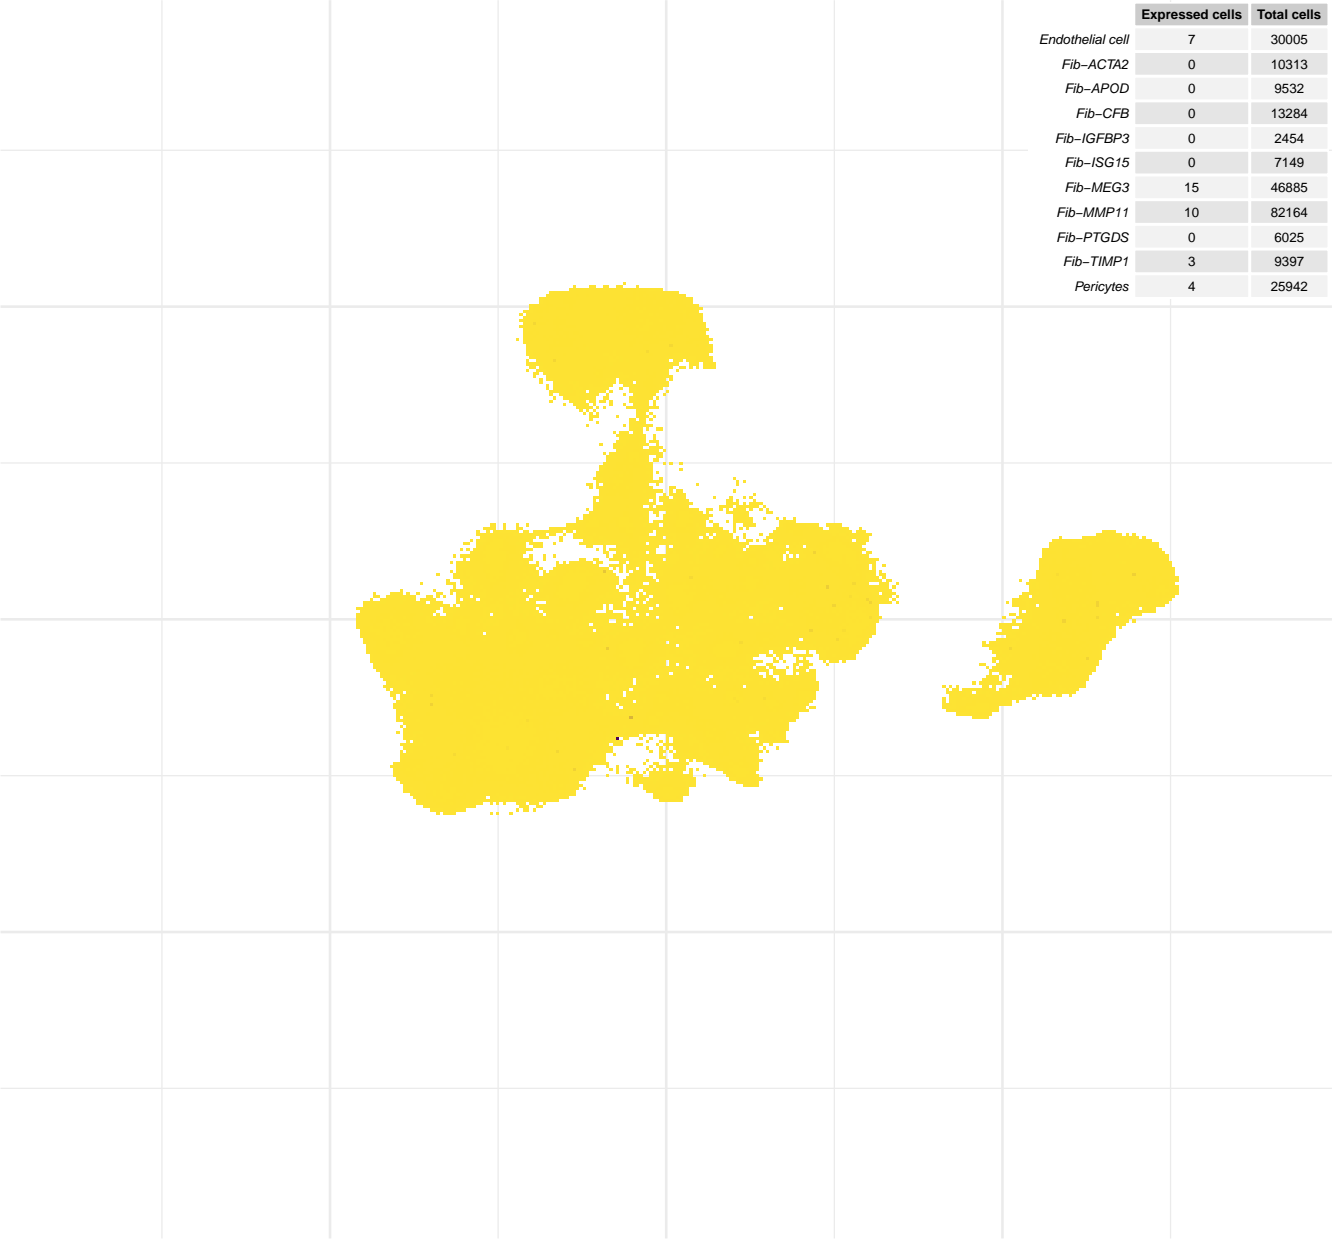 Expressed cells Total cells
Endothelial cell 7 30005
Fib−ACTA2 0 10313
Fib−APOD 0 9532
Fib−CFB 0 13284
Fib−IGFBP3 0 2454
Fib−ISG15 0 7149
Fib−MEG3 15 46885
Fib−MMP11 10 82164
Fib−PTGDS 0 6025
Fib−TIMP1 3 9397
Pericytes 4 25942